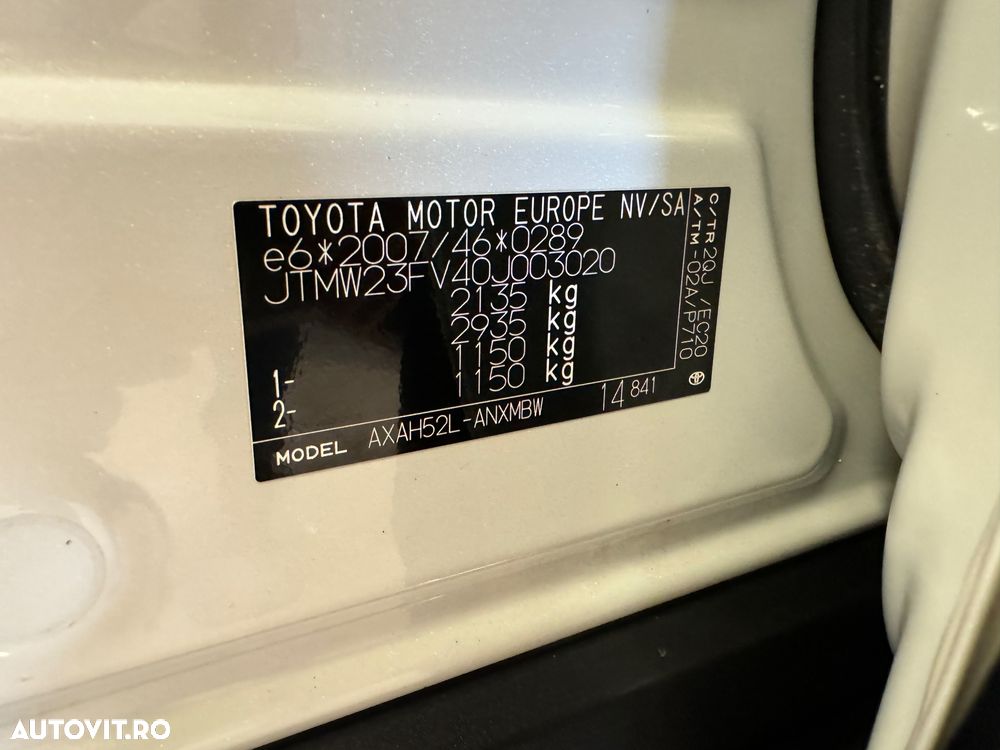 TOYOTA MOTOR EUROPE NV/SA
e6*2007/46*0289
JTMW23FV40J003020
2135 kg
2935 kg
1- 1150 kg
2- 1150 kg
MODEL AXAH52L-ANXMBW 14 841
C/TR 2QJ /EC20
A/TM -02A/P710
AUTOVIT.RO